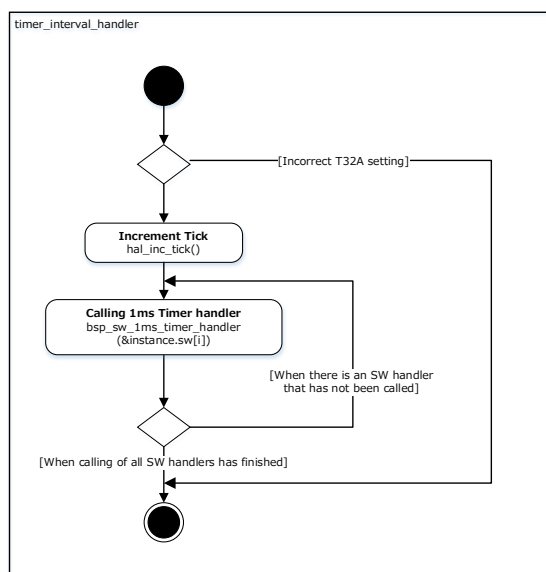 timer_interval_handler
[Incorrect T32A setting]
Increment Tick
hal_inc_tick()
Calling 1ms Timer handler
bsp_sw_1ms_timer_handler
(&instance.sw[i])
[When there is an SW handler
that has not been called]
[When calling of all SW handlers has finished]